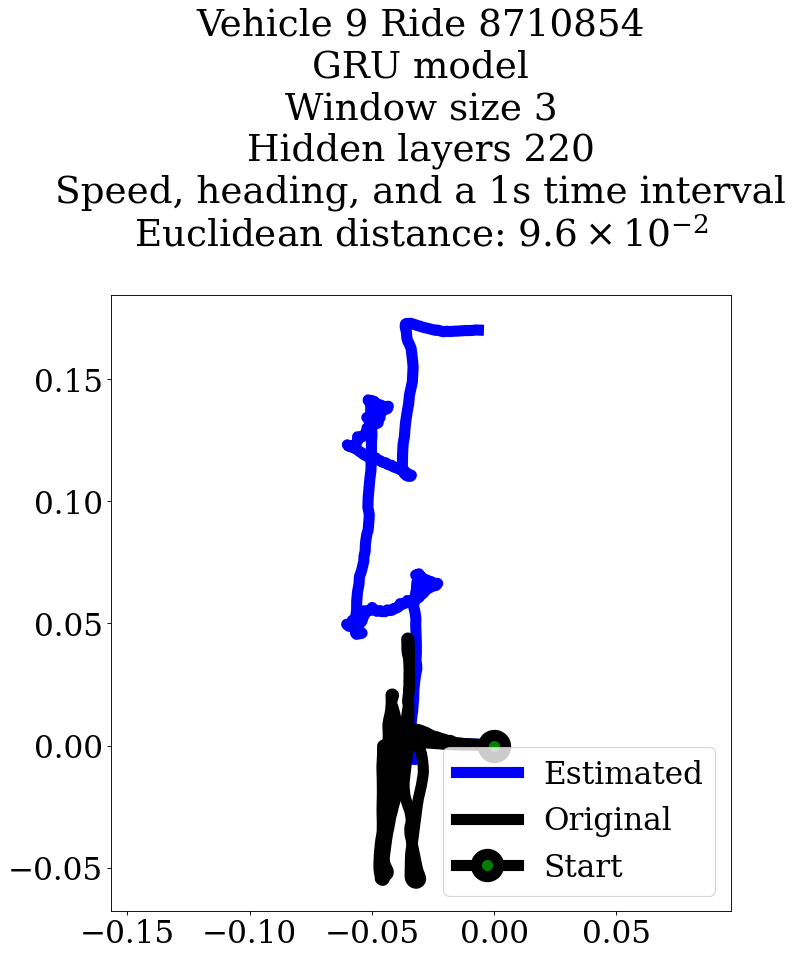 Vehicle 9 Ride 8710854
GRU model
Window size 3
Hidden layers 220
Speed, heading, and a 1s time interval
Euclidean distance: 9.6 × 10⁻²
0.15
0.10
0.05
0.00
−0.05
Estimated
Original
Start
−0.15 −0.10 −0.05 0.00 0.05